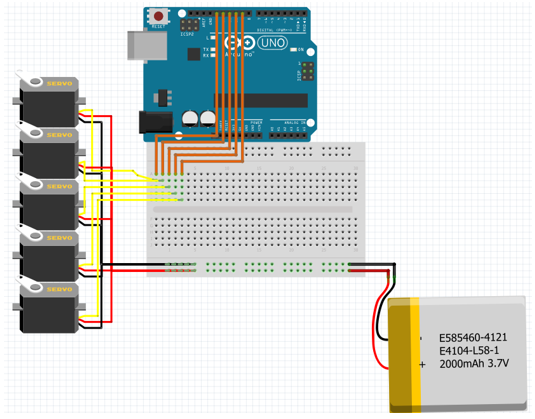 RESET
ICSP2
L
TX
RX
Arduino
UNO
ON
ICSP
DIGITAL (PWM~)
POWER
ANALOG IN
SERVO
SERVO
SERVO
SERVO
SERVO
E585460-4121
E4104-L58-1
+ 2000mAh 3.7V